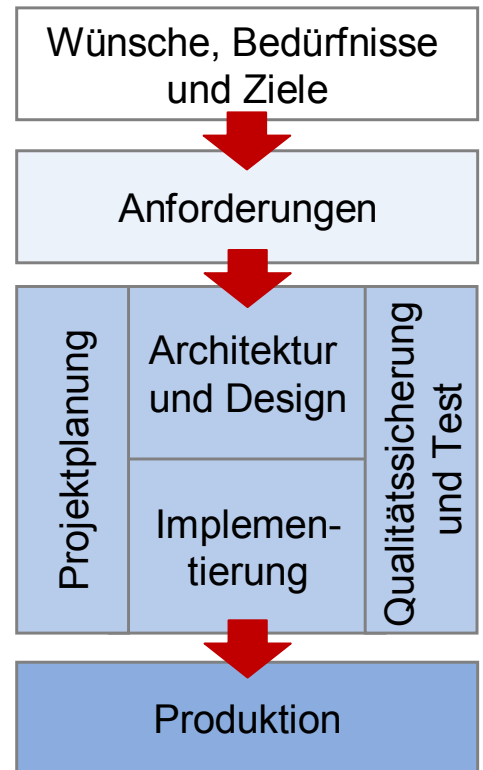 Wünsche, Bedürfnisse
und Ziele
Anforderungen
Projektplanung
Architektur
und Design
Implemen-
tierung
Qualitätssicherung
und Test
Produktion